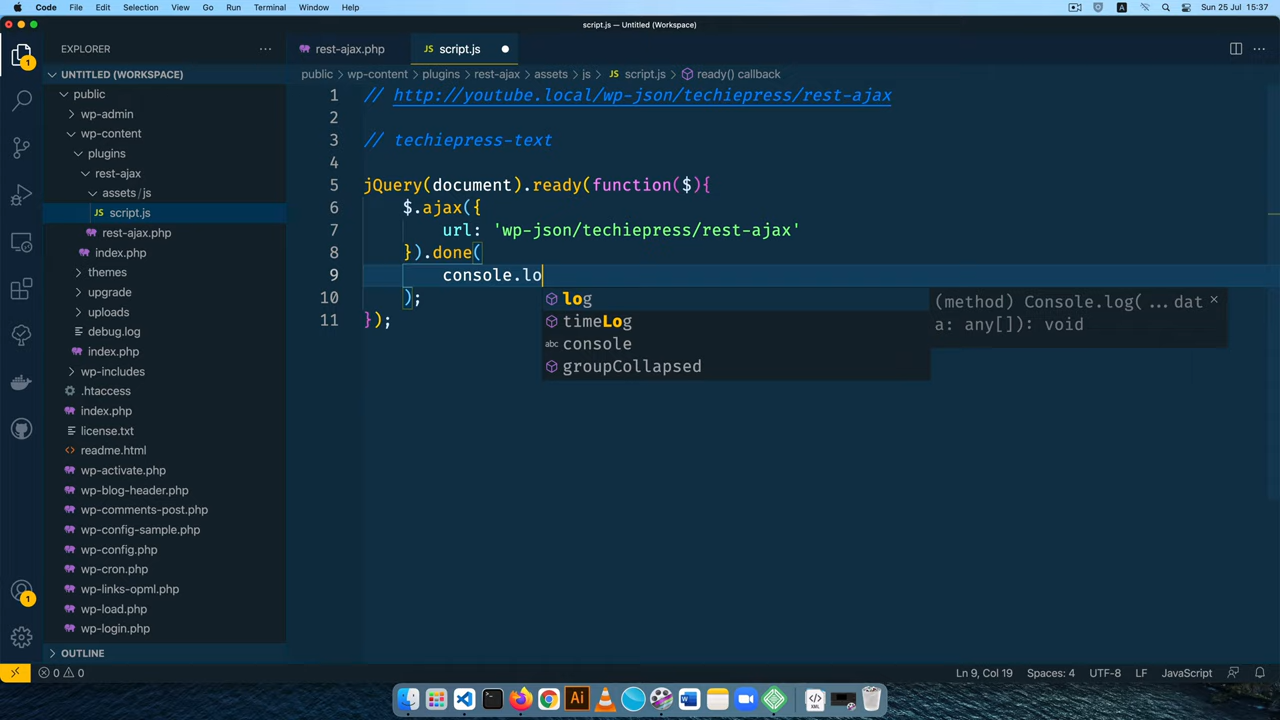 Code File Edit Selection View Go Run Terminal Window Help
Sun 25 Jul 15:37
script.js — Untitled (Workspace)
EXPLORER
UNTITLED (WORKSPACE)
public
wp-admin
wp-content
plugins
rest-ajax
assets / js
JS script.js
rest-ajax.php
index.php
themes
upgrade
uploads
debug.log
index.php
wp-includes
.htaccess
index.php
license.txt
readme.html
wp-activate.php
wp-blog-header.php
wp-comments-post.php
wp-config-sample.php
wp-config.php
wp-cron.php
wp-links-opml.php
wp-load.php
wp-login.php
OUTLINE
1
1
rest-ajax.php
JS script.js
public > wp-content > plugins > rest-ajax > assets > js > JS script.js > ready() callback
1 // http://youtube.local/wp-json/techiepress/rest-ajax
2
3 // techiepress-text
4
5 jQuery(document).ready(function($){
6 $.ajax({
7 url: 'wp-json/techiepress/rest-ajax'
8 }).done(
9 console.lo
10 );
11 });
log
timeLog
abc console
groupCollapsed
(method) Console.log(...dat
a: any[]): void
0 0
Ln 9, Col 19 Spaces: 4 UTF-8 LF JavaScript